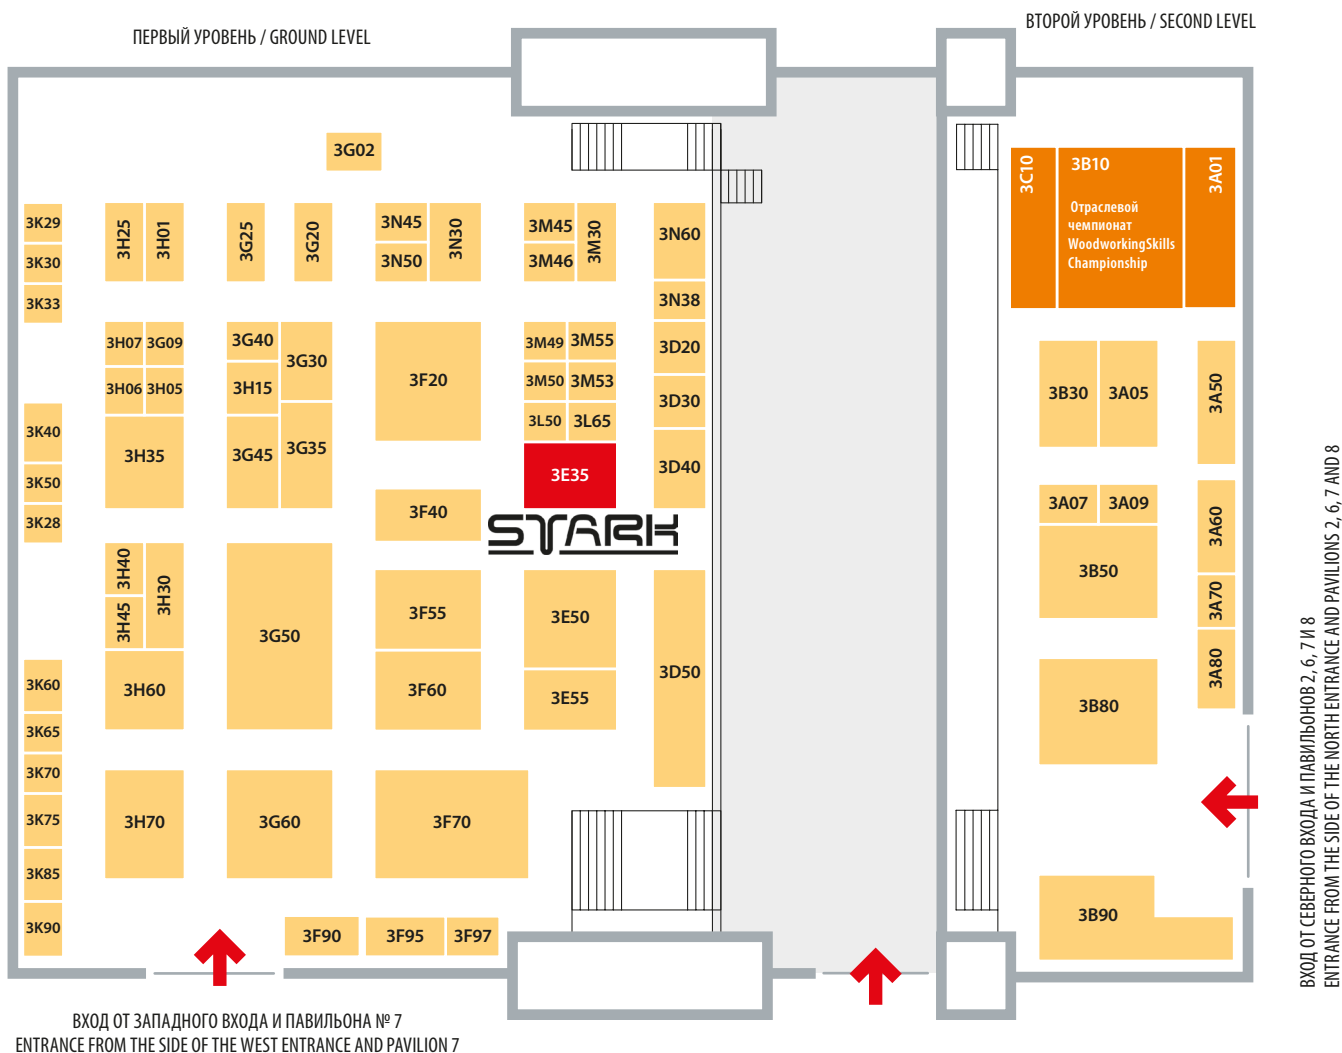 ПЕРВЫЙ УРОВЕНЬ / GROUND LEVEL
ВТОРОЙ УРОВЕНЬ / SECOND LEVEL
3G02
3K29
3K30
3K33
3H25
3H01
3G25
3G20
3N45
3N50
3N30
3M45
3M46
3M30
3N60
3N38
3H07
3G09
3H06
3H05
3H35
3G40
3H15
3G45
3G30
3G35
3F20
3F40
3M49
3M55
3M50
3M53
3L50
3L65
3E35
STARK
3D20
3D30
3D40
3K40
3K50
3K28
3H40
3H45
3H30
3H60
3G50
3F55
3F60
3E50
3E55
3D50
3K60
3K65
3K70
3K75
3K85
3K90
3H70
3G60
3F70
3F90
3F95
3F97
3C10
3B10
Отраслевой
чемпионат
WoodworkingSkills
Championship
3A01
3B30
3A05
3A50
3A07
3A09
3B50
3A60
3A70
3A80
3B80
3B90
ВХОД ОТ ЗАПАДНОГО ВХОДА И ПАВИЛЬОНА № 7
ENTRANCE FROM THE SIDE OF THE WEST ENTRANCE AND PAVILION 7
ВХОД ОТ СЕВЕРНОГО ВХОДА И ПАВИЛЬОНОВ 2, 6, 7 И 8
ENTRANCE FROM THE SIDE OF THE NORTH ENTRANCE AND PAVILIONS 2, 6, 7 AND 8